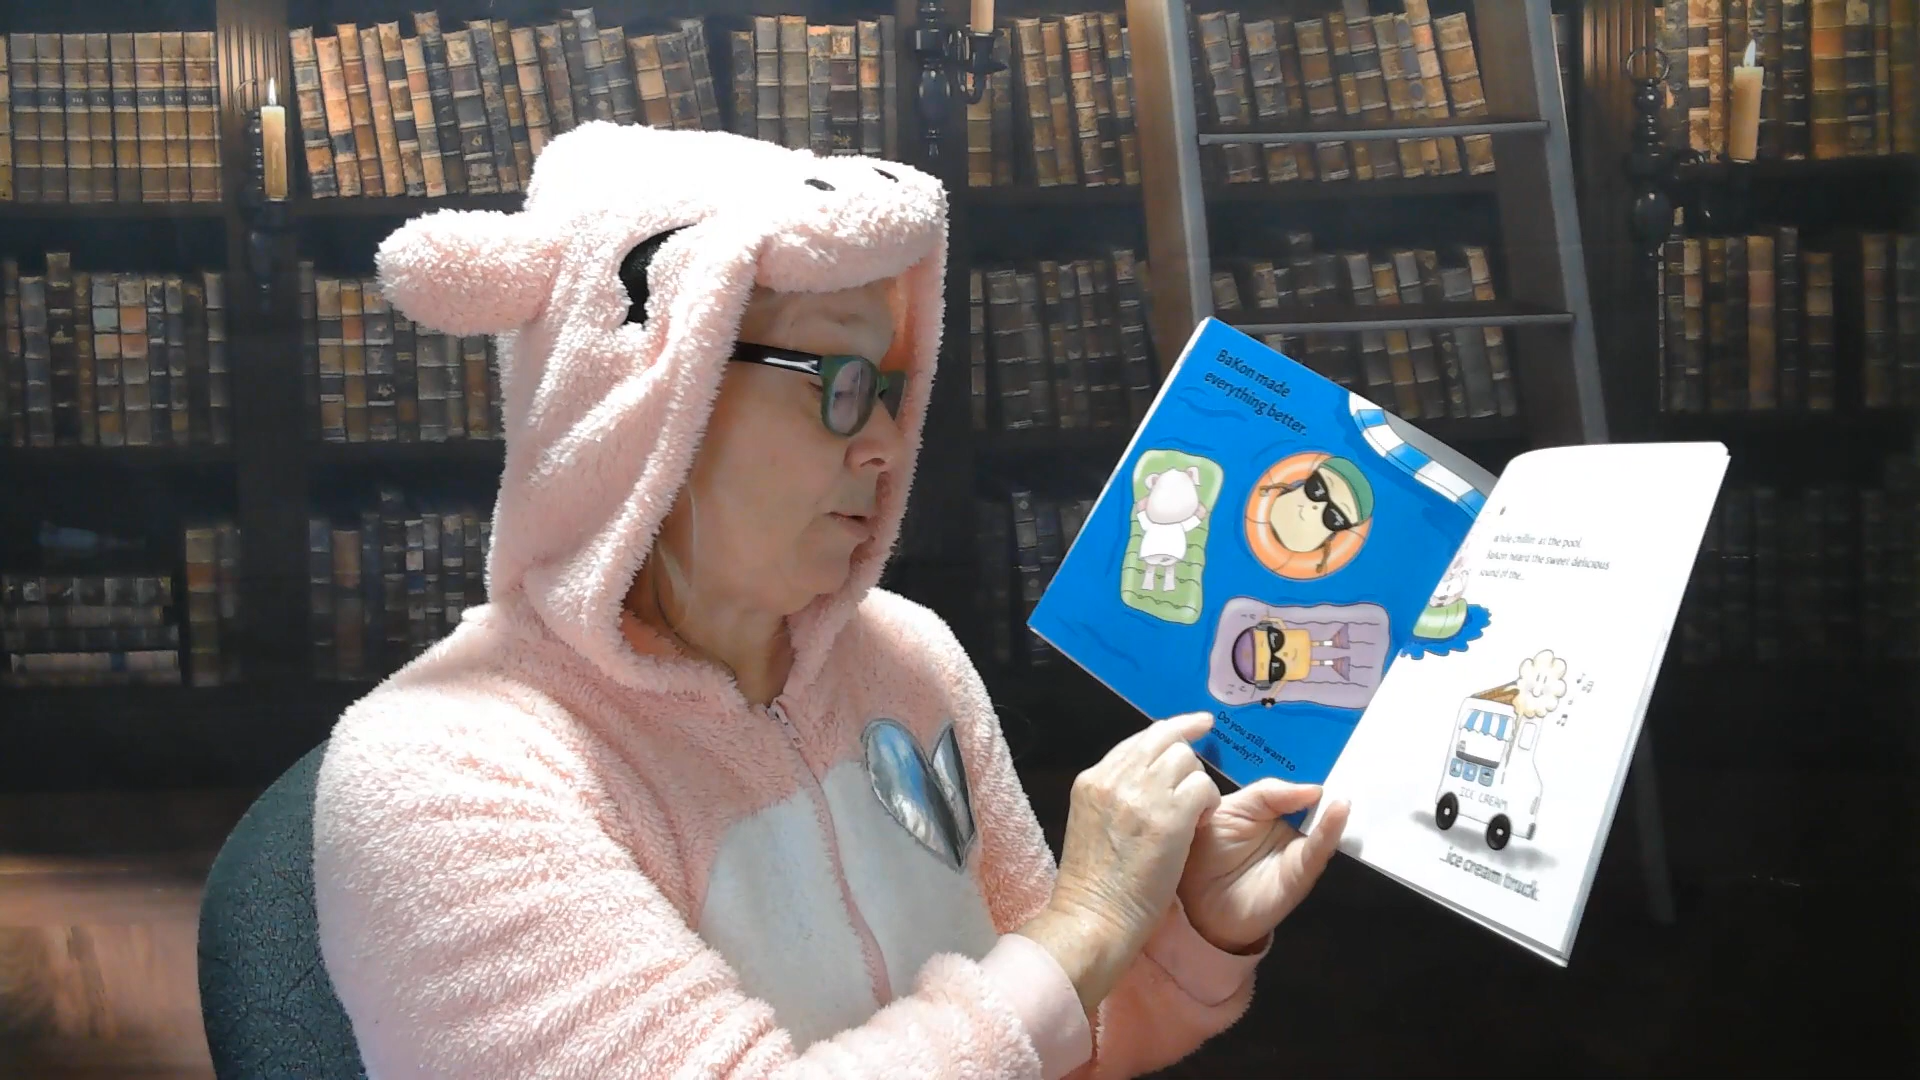 BaKon made
everything better.
Do you still want to
know why???
While chillin' at the pool,
BaKon heard the sweet delicious
sound of the...
ICE CREAM
...ice cream truck.